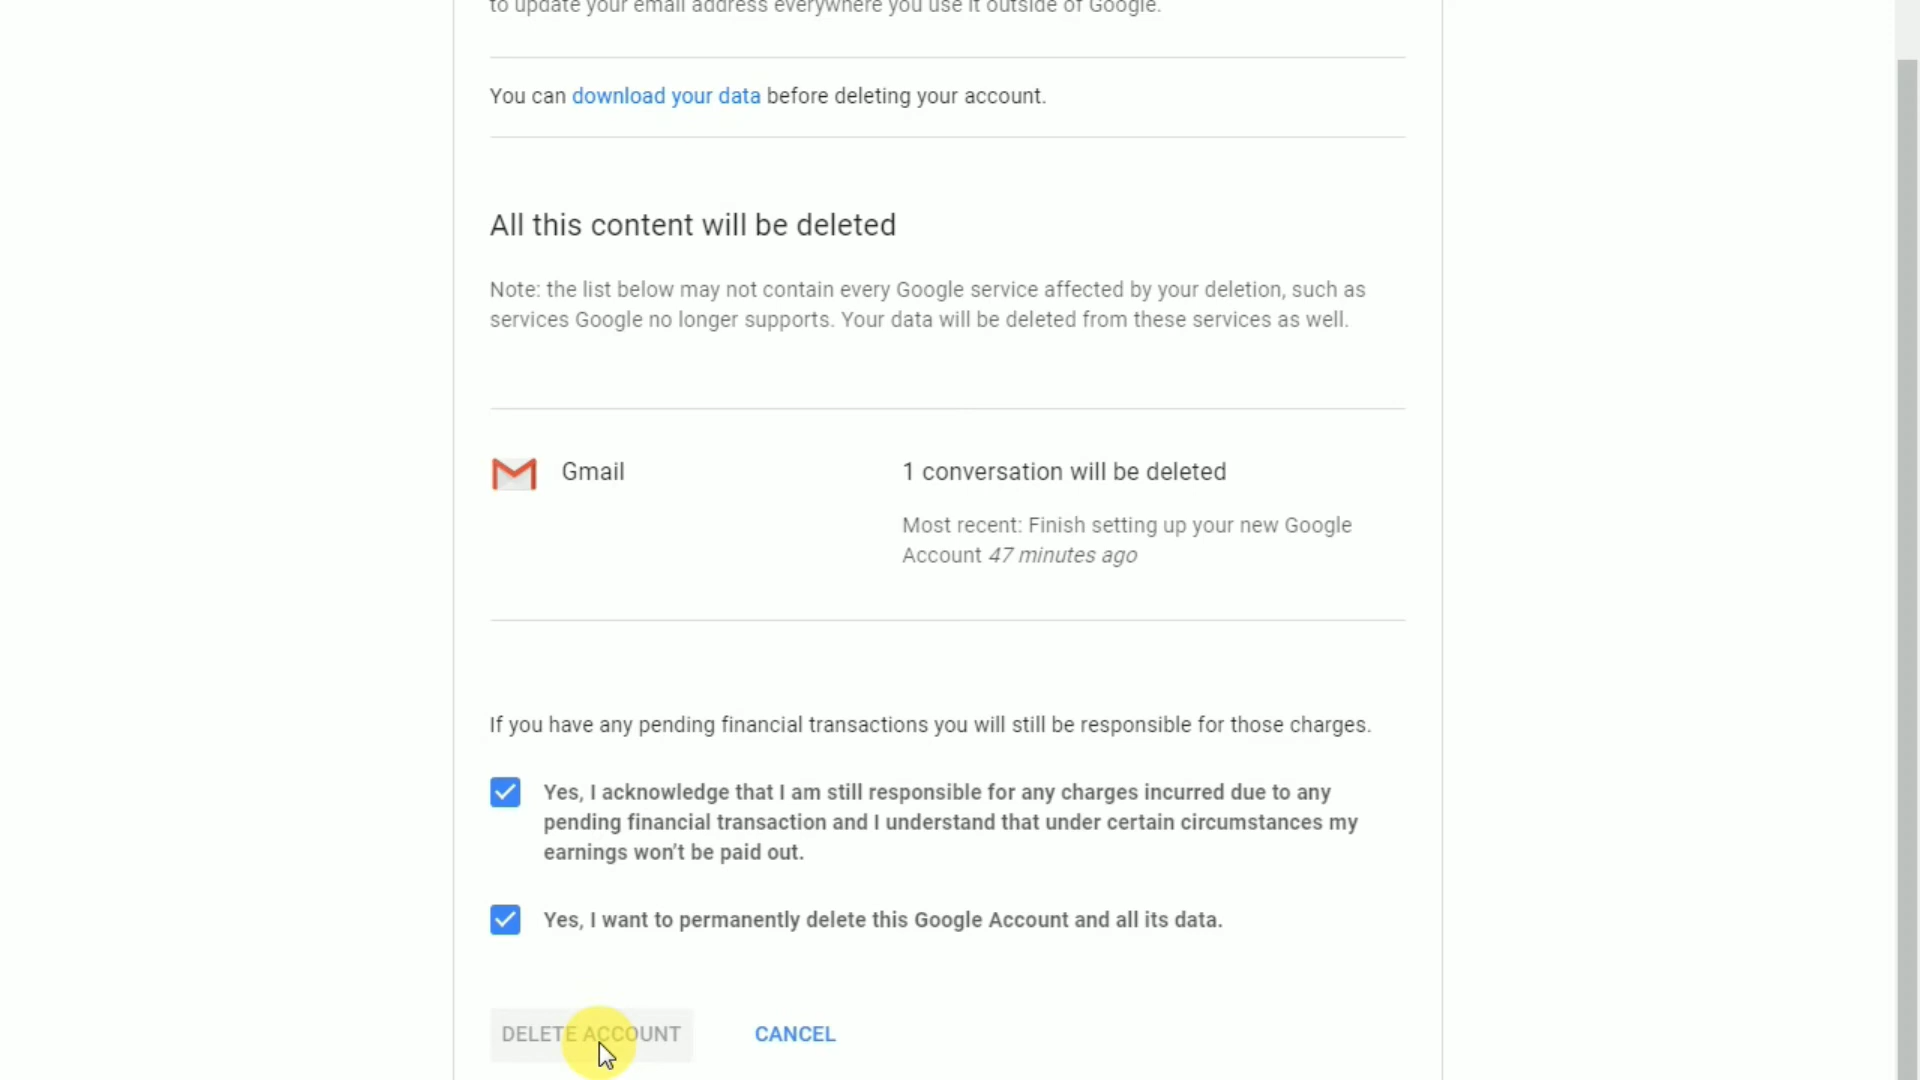 to update your email address everywhere you use it outside of Google.
You can download your data before deleting your account.
All this content will be deleted
Note: the list below may not contain every Google service affected by your deletion, such as
services Google no longer supports. Your data will be deleted from these services as well.
Gmail
1 conversation will be deleted
Most recent: Finish setting up your new Google
Account 47 minutes ago
If you have any pending financial transactions you will still be responsible for those charges.
Yes, I acknowledge that I am still responsible for any charges incurred due to any
pending financial transaction and I understand that under certain circumstances my
earnings won't be paid out.
Yes, I want to permanently delete this Google Account and all its data.
DELETE ACCOUNT
CANCEL